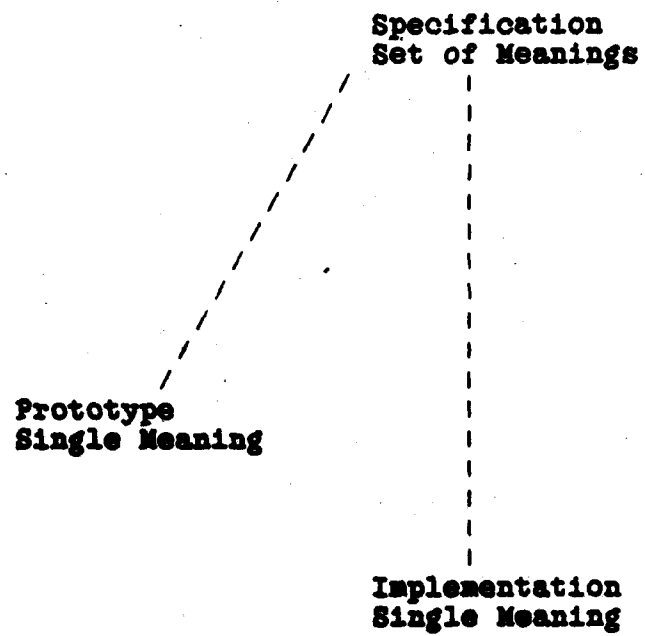 Specification
Set of Meanings
Prototype
Single Meaning
Implementation
Single Meaning